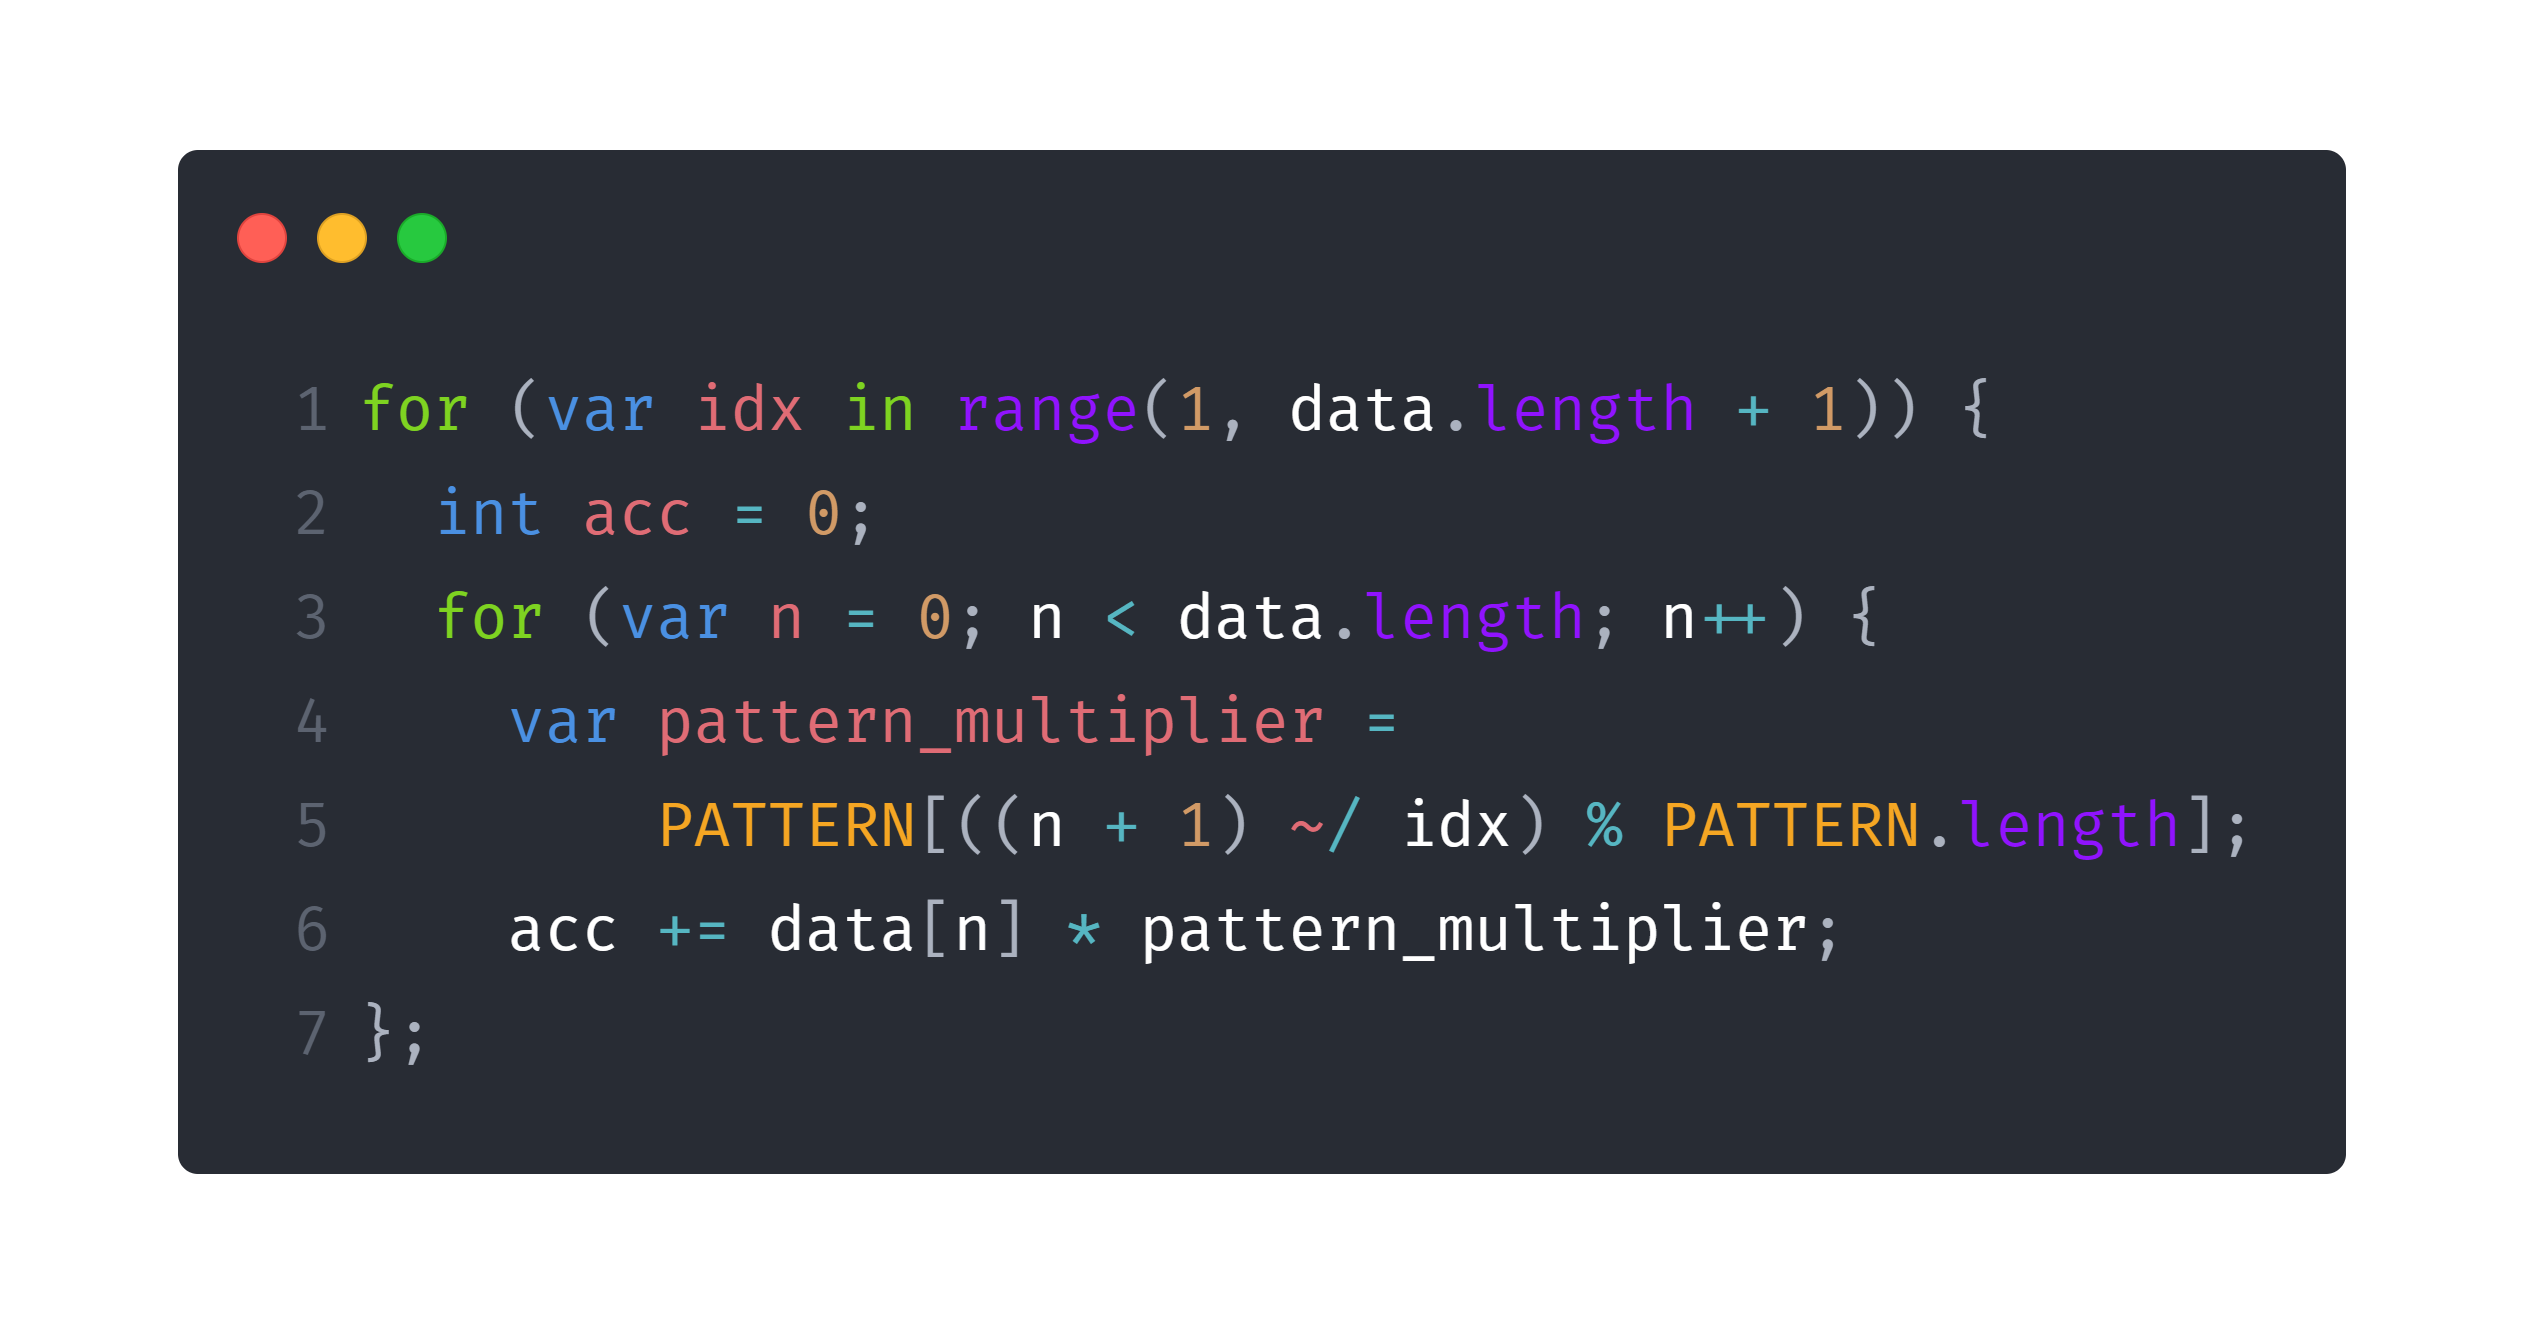 1 for (var idx in range(1, data.length + 1)) {
2   int acc = 0;
3   for (var n = 0; n < data.length; n++) {
4     var pattern_multiplier =
5         PATTERN[((n + 1) ~/ idx) % PATTERN.length];
6     acc += data[n] * pattern_multiplier;
7 };